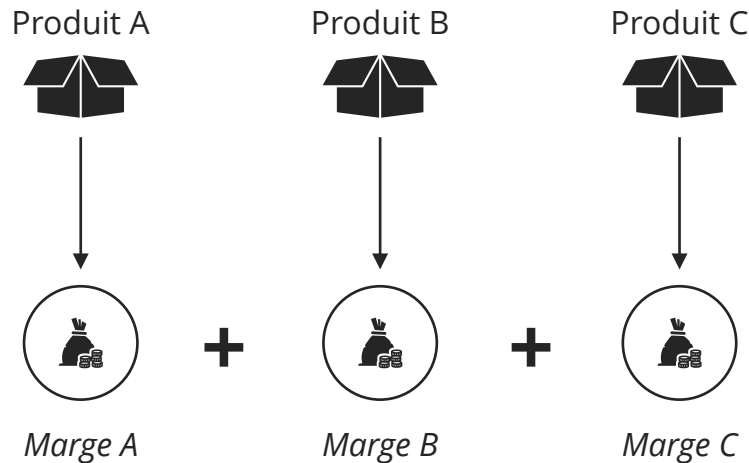 Produit A
Produit B
Produit C
+
+
Marge A
Marge B
Marge C